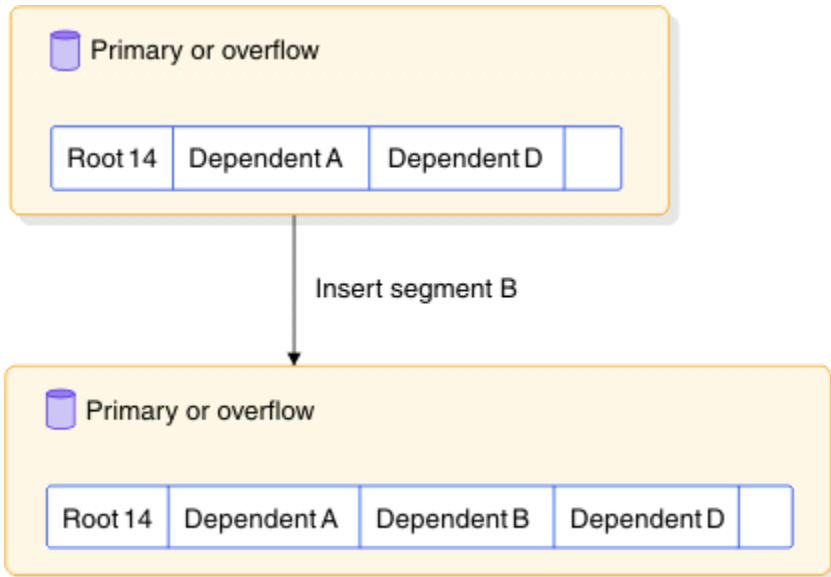 Primary or overflow
Root 14 Dependent A Dependent D
Insert segment B
Primary or overflow
Root 14 Dependent A Dependent B Dependent D